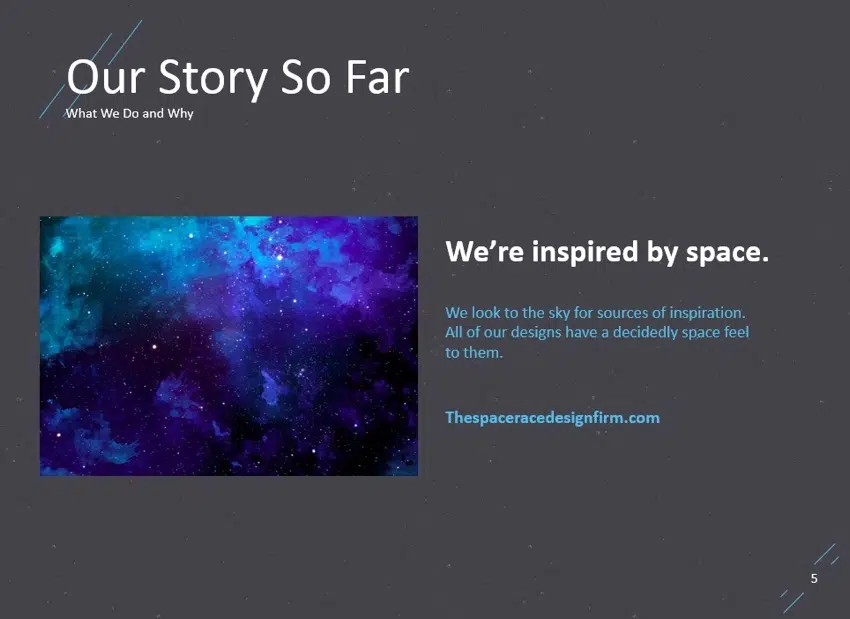 Our Story So Far
What We Do and Why
We’re inspired by space.
We look to the sky for sources of inspiration.
All of our designs have a decidedly space feel
to them.
Thespaceracedesignfirm.com
5